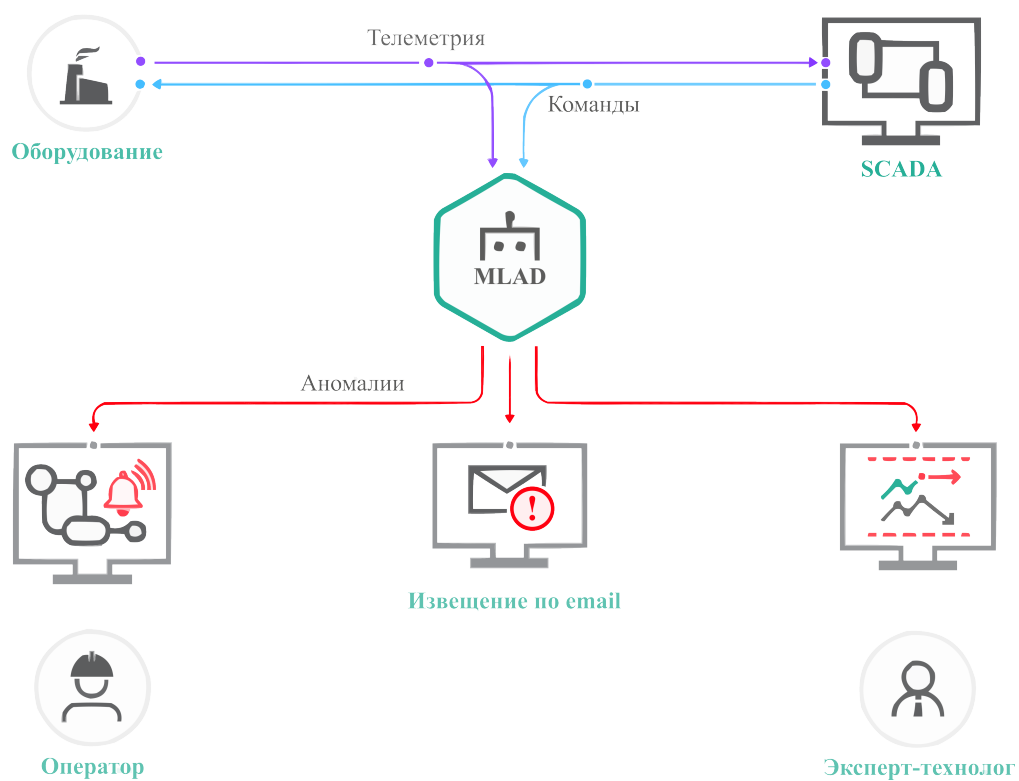 Телеметрия
Команды
Оборудование
SCADA
MLAD
Аномалии
Извещение по email
Оператор
Эксперт-технолог